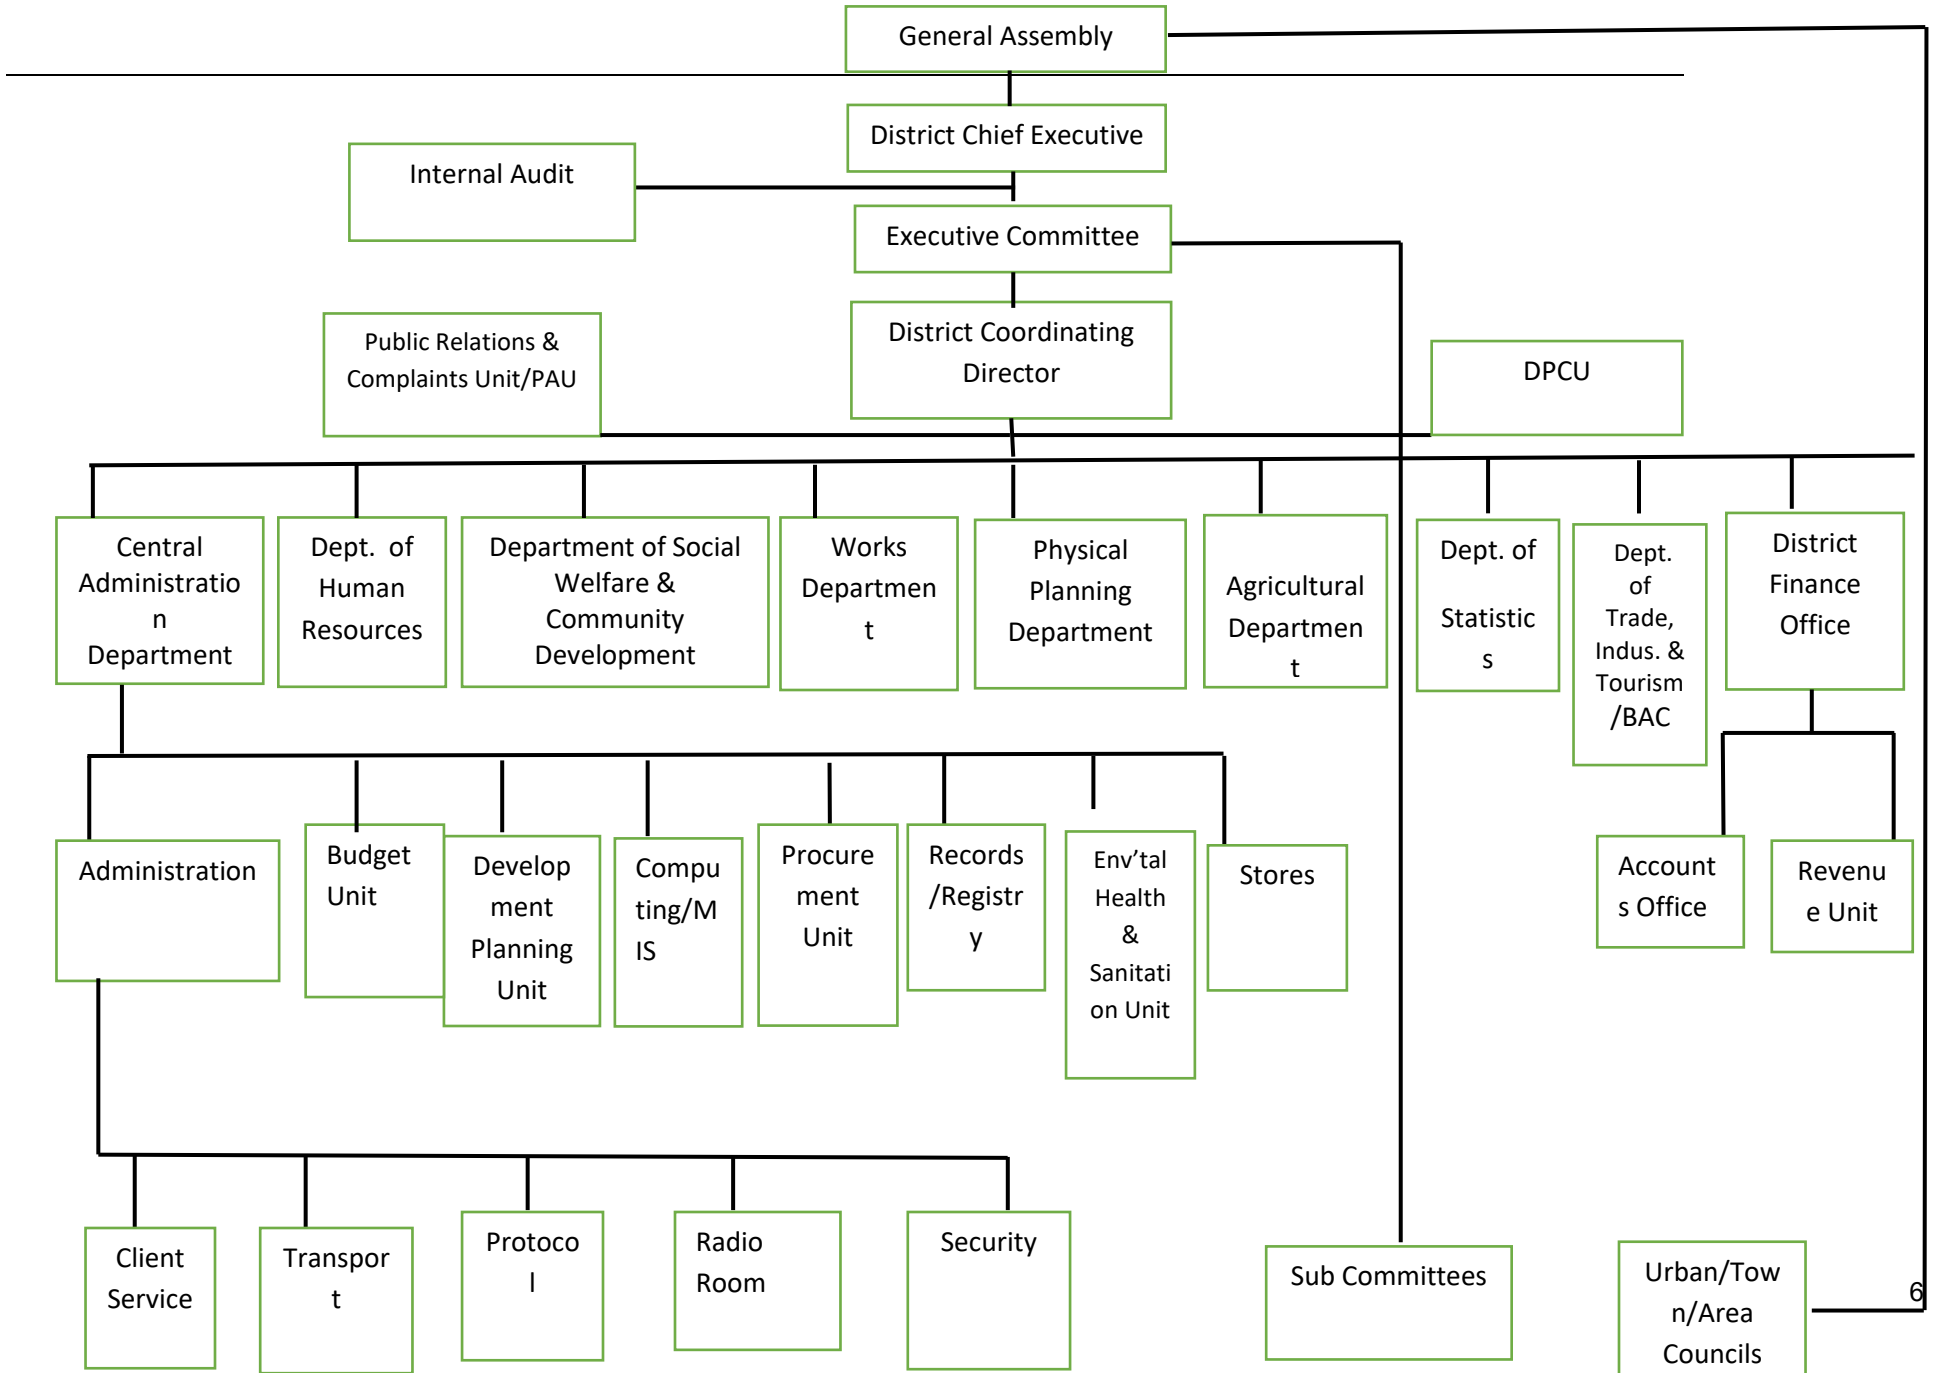 General Assembly
District Chief Executive
Internal Audit
Executive Committee
Public Relations &
Complaints Unit/PAU
District Coordinating
Director
DPCU
Central
Administratio
n
Department
Dept. of
Human
Resources
Department of Social
Welfare &
Community
Development
Works
Departmen
t
Physical
Planning
Department
Agricultural
Departmen
t
Dept. of
Statistic
s
Dept.
of
Trade,
Indus. &
Tourism
/BAC
District
Finance
Office
Administration
Budget
Unit
Develop
ment
Planning
Unit
Compu
ting/M
IS
Procure
ment
Unit
Records
/Registr
y
Env’tal
Health
&
Sanitati
on Unit
Stores
Account
s Office
Revenu
e Unit
Client
Service
Transpor
t
Protoco
l
Radio
Room
Security
Sub Committees
Urban/Tow
n/Area
Councils
6